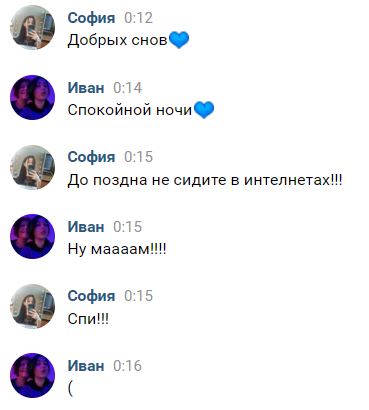 София 0:12
Добрых снов💙
Иван 0:14
Спокойной ночи💙
София 0:15
До поздна не сидите в интелнетах!!!
Иван 0:15
Ну маааам!!!!
София 0:15
Спи!!!
Иван 0:16
(